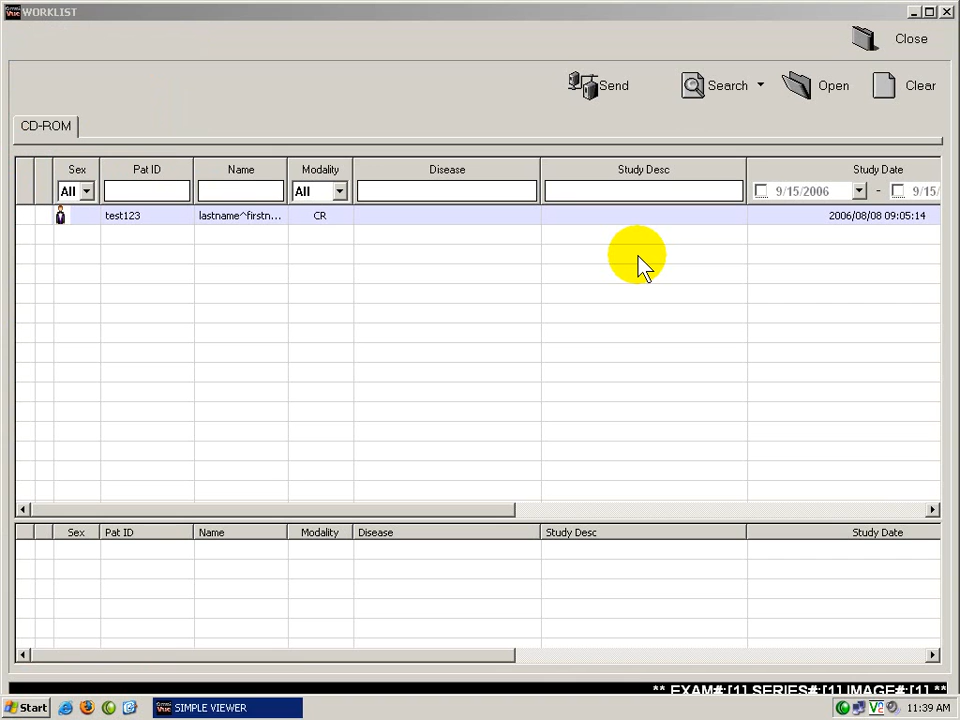 WORKLIST
Close
Send Search Open Clear
CD-ROM
Sex Pat ID Name Modality Disease Study Desc Study Date
All All 9/15/2006 - 9/15/
test123 lastname^firstn... CR 2006/08/08 09:05:14
Sex Pat ID Name Modality Disease Study Desc Study Date
** EXAM#:[1] SERIES#:[1] IMAGE#:[1] **
Start SIMPLE VIEWER 11:39 AM